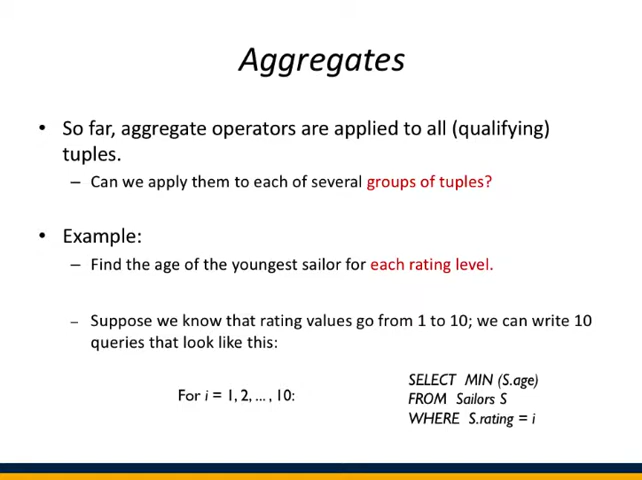 Aggregates
• So far, aggregate operators are applied to all (qualifying)
tuples.
– Can we apply them to each of several groups of tuples?
• Example:
– Find the age of the youngest sailor for each rating level.
– Suppose we know that rating values go from 1 to 10; we can write 10
queries that look like this:
For i = 1, 2, ... , 10:
SELECT MIN (S.age)
FROM Sailors S
WHERE S.rating = i